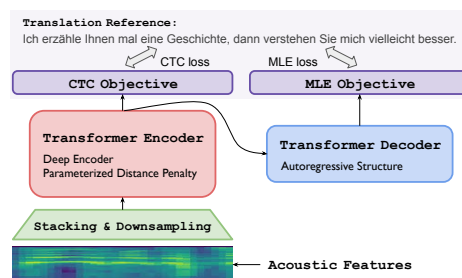 Translation Reference:
Ich erzähle Ihnen mal eine Geschichte, dann verstehen Sie mich vielleicht besser.
CTC loss
MLE loss
CTC Objective
MLE Objective
Transformer Encoder
Deep Encoder
Parameterized Distance Penalty
Transformer Decoder
Autoregressive Structure
Stacking & Downsampling
Acoustic Features